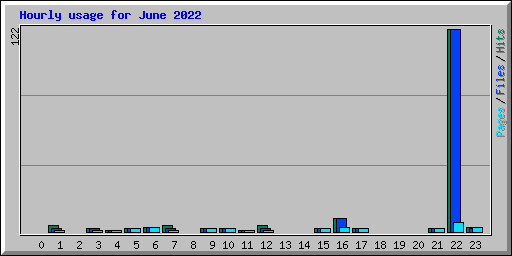 Hourly usage for June 2022
122
Pages/Files/Hits
0 1 2 3 4 5 6 7 8 9 10 11 12 13 14 15 16 17 18 19 20 21 22 23